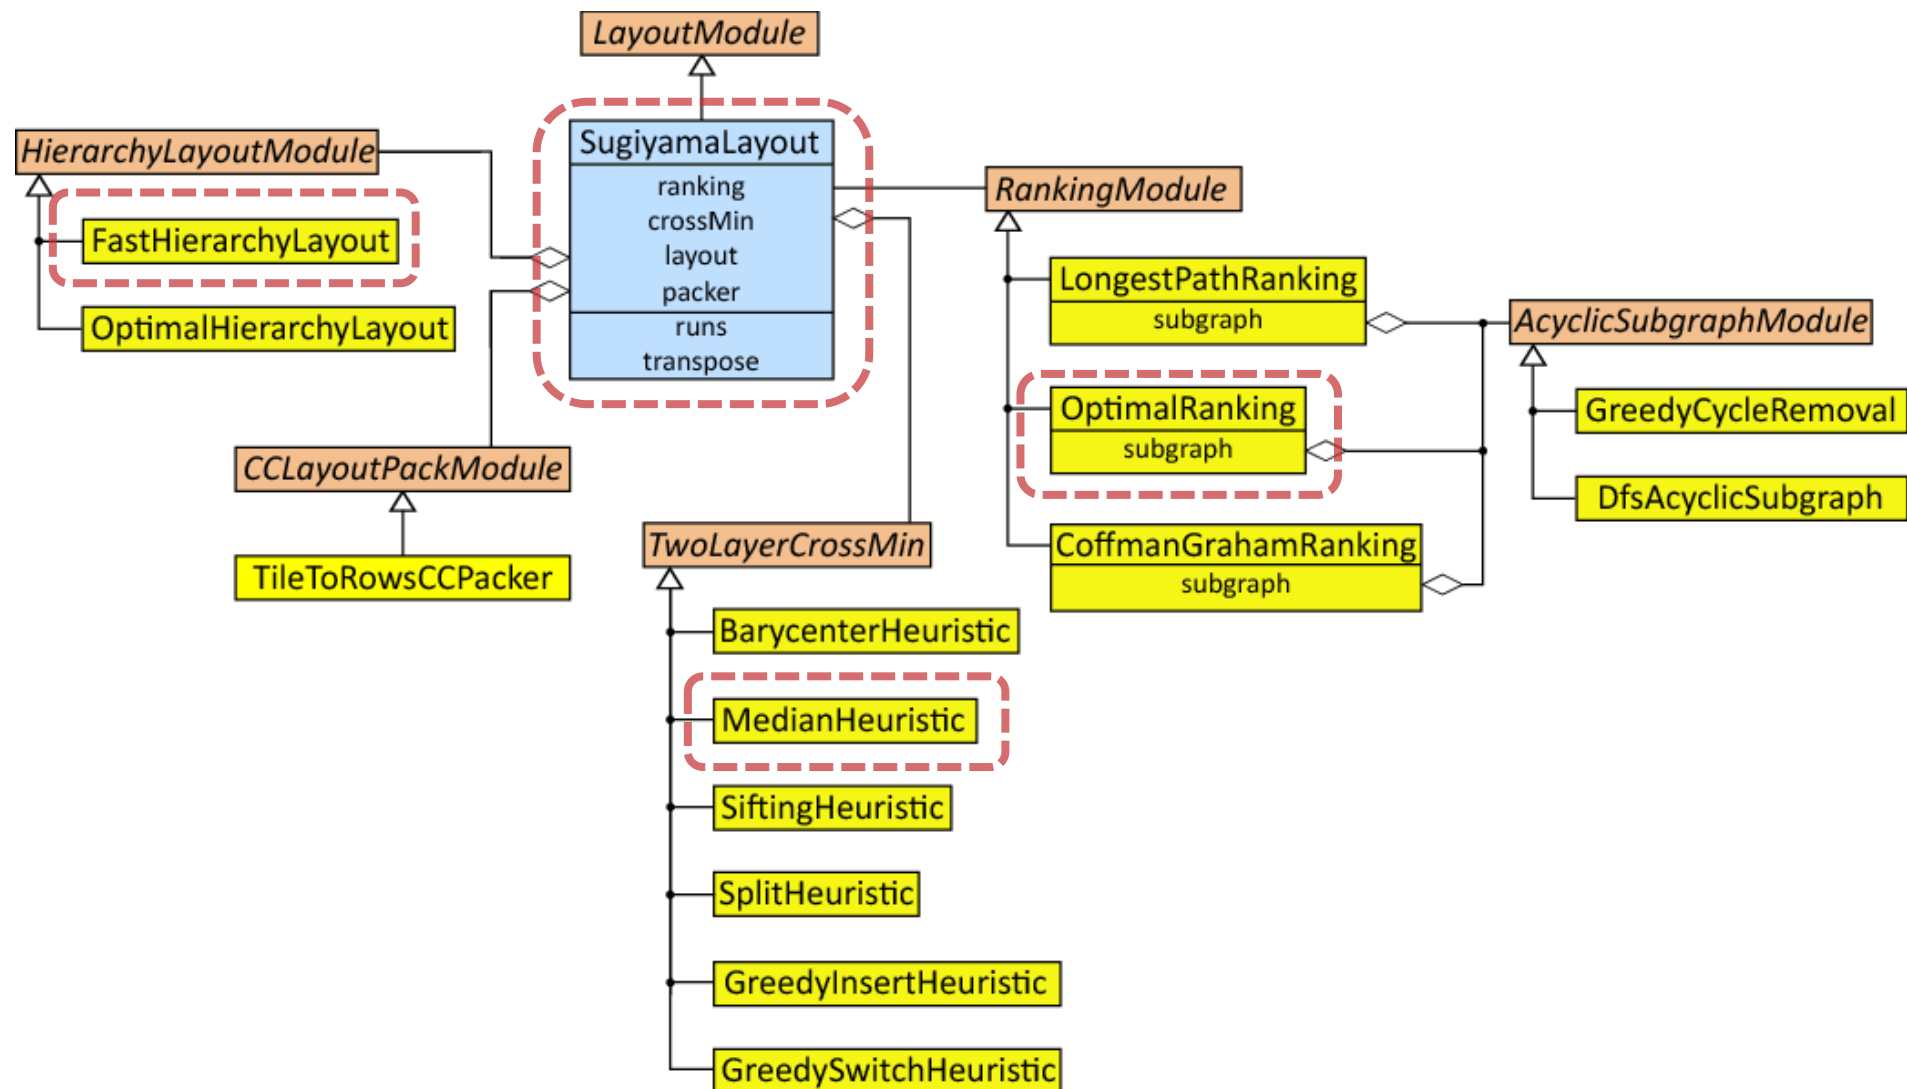 LayoutModule
HierarchyLayoutModule
FastHierarchyLayout
OptimalHierarchyLayout
SugiyamaLayout
ranking
crossMin
layout
packer
runs
transpose
RankingModule
LongestPathRanking
subgraph
OptimalRanking
subgraph
CoffmanGrahamRanking
subgraph
AcyclicSubgraphModule
GreedyCycleRemoval
DfsAcyclicSubgraph
CCLayoutPackModule
TileToRowsCCPacker
TwoLayerCrossMin
BarycenterHeuristic
MedianHeuristic
SiftingHeuristic
SplitHeuristic
GreedyInsertHeuristic
GreedySwitchHeuristic